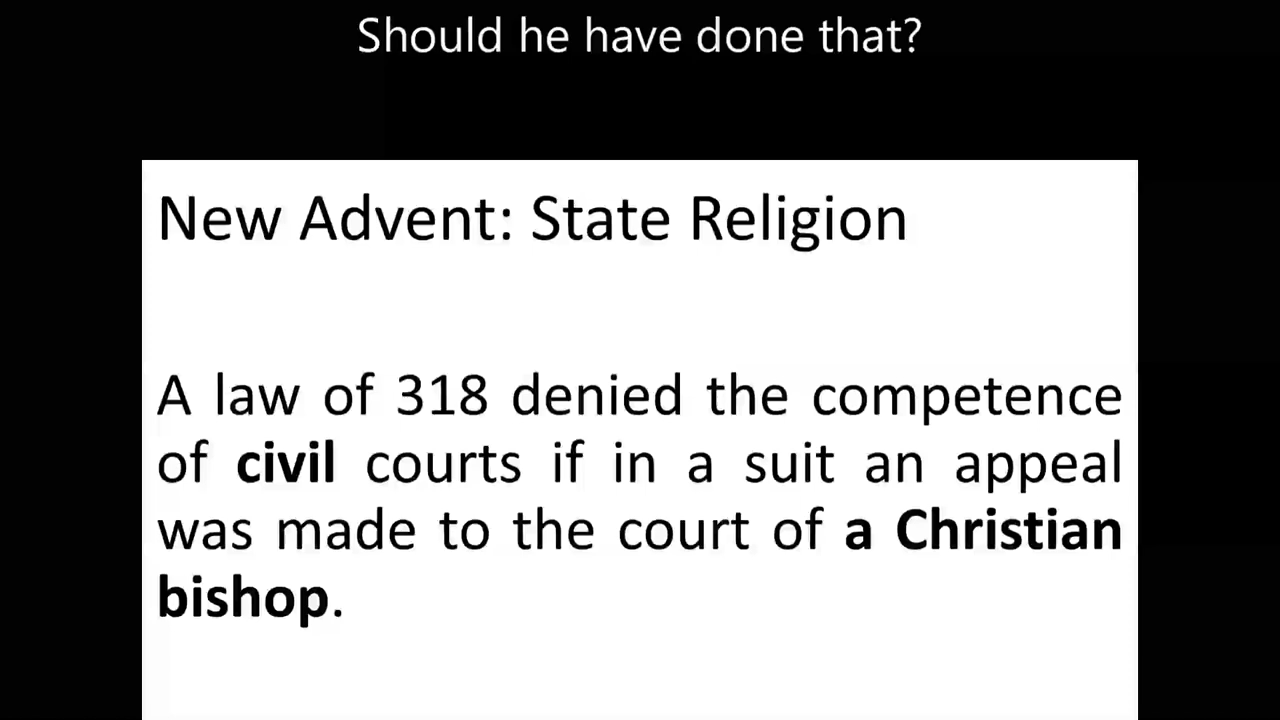 Should he have done that?
New Advent: State Religion
A law of 318 denied the competence
of civil courts if in a suit an appeal
was made to the court of a Christian
bishop.